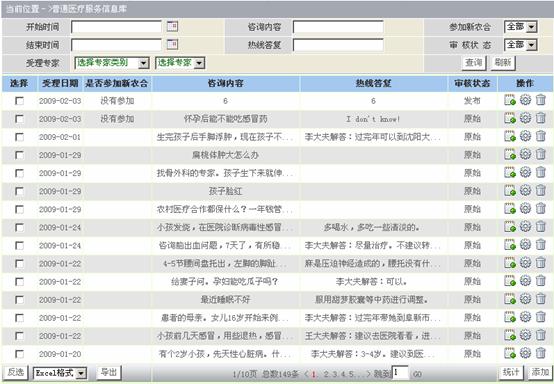 当前位置->普通医疗服务信息库
开始时间 咨询内容 参加新农合 全部
结束时间 热线答复 审 核 状 态 全部
受理专家 选择专家类别 选择专家 查询 刷新
选择 受理日期 是否参加新农合 咨询内容 热线答复 审核状态 操作
2009-02-03 没有参加 6 6 发布
2009-02-03 没有参加 怀孕后能不能吃感冒药 I don't know! 原始
2009-02-01 生完孩子后手脚浮肿，现在孩子不... 李大夫解答：过完年可以到沈阳大... 原始
2009-01-29 扁桃体肿大怎么办 原始
2009-01-29 找骨外科的专家。孩子生下来就伸... 原始
2009-01-29 孩子脸红 原始
2009-01-29 农村医疗合作都保什么？一年钱管... 原始
2009-01-24 小孩发烧，在医院诊断病毒性感冒... 多喝水，多吃一些清淡的。 原始
2009-01-24 咨询脑出血问题，7天了，有所稳... 李大夫解答：尽量治疗。不建议转... 原始
2009-01-22 4-5节腰间盘托出，左脚的脚趾... 麻是压迫神经造成的，腰托没有什... 原始
2009-01-22 给妻子问。孕妇能吃瓜子吗？ 李大夫解答：可以。 原始
2009-01-22 最近睡眠不好 服用甜梦胶囊等中药进行调整。 原始
2009-01-22 患者的母亲。女儿16岁开始来例... 李大夫解答：过完年带她到阜新市... 原始
2009-01-22 小孩前几天感冒，用些退热，感冒... 王大夫解答：建议去医院看看，进... 原始
2009-01-20 有个2岁小孩，先天性心脏病。什... 李大夫解答：3-4岁。建议到医... 原始
反选 Excel格式 导出 1/10页 总数149条 < 1. 2.3.4.5...> 跳到 1 GO 统计 添加